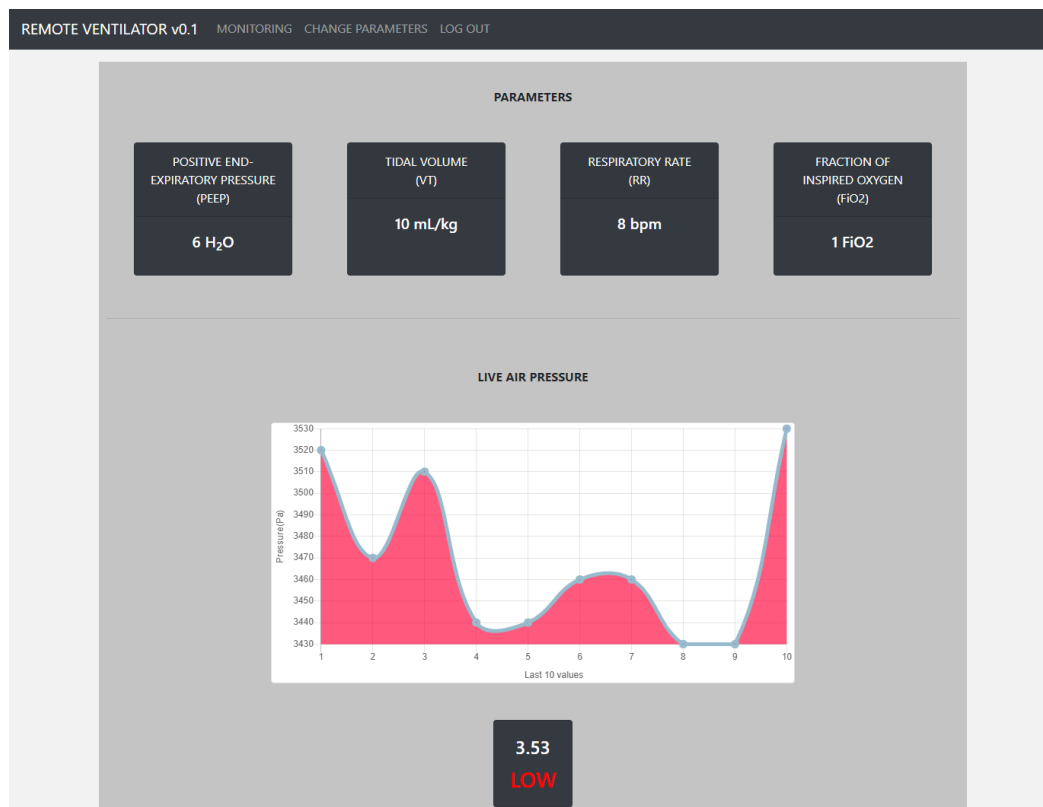 REMOTE VENTILATOR v0.1 MONITORING CHANGE PARAMETERS LOG OUT
PARAMETERS
POSITIVE END-
EXPIRATORY PRESSURE
(PEEP)
6 H₂O
TIDAL VOLUME
(VT)
10 mL/kg
RESPIRATORY RATE
(RR)
8 bpm
FRACTION OF
INSPIRED OXYGEN
(FiO2)
1 FiO2
LIVE AIR PRESSURE
Pressure(Pa)
3530
3520
3510
3500
3490
3480
3470
3460
3450
3440
3430
1 2 3 4 5 6 7 8 9 10
Last 10 values
3.53
LOW